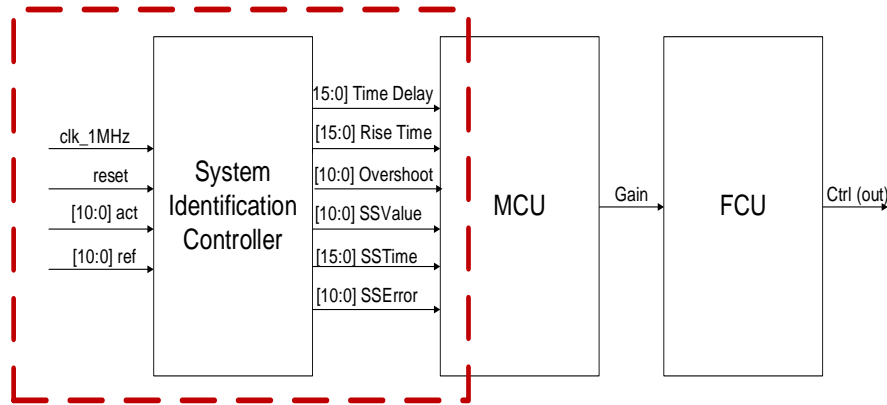 clk_1MHz
reset
[10:0] act
[10:0] ref
System
Identification
Controller
15:0] Time Delay
[15:0] Rise Time
[10:0] Overshoot
[10:0] SSValue
[15:0] SSTime
[10:0] SSError
MCU
Gain
FCU
Ctrl (out)